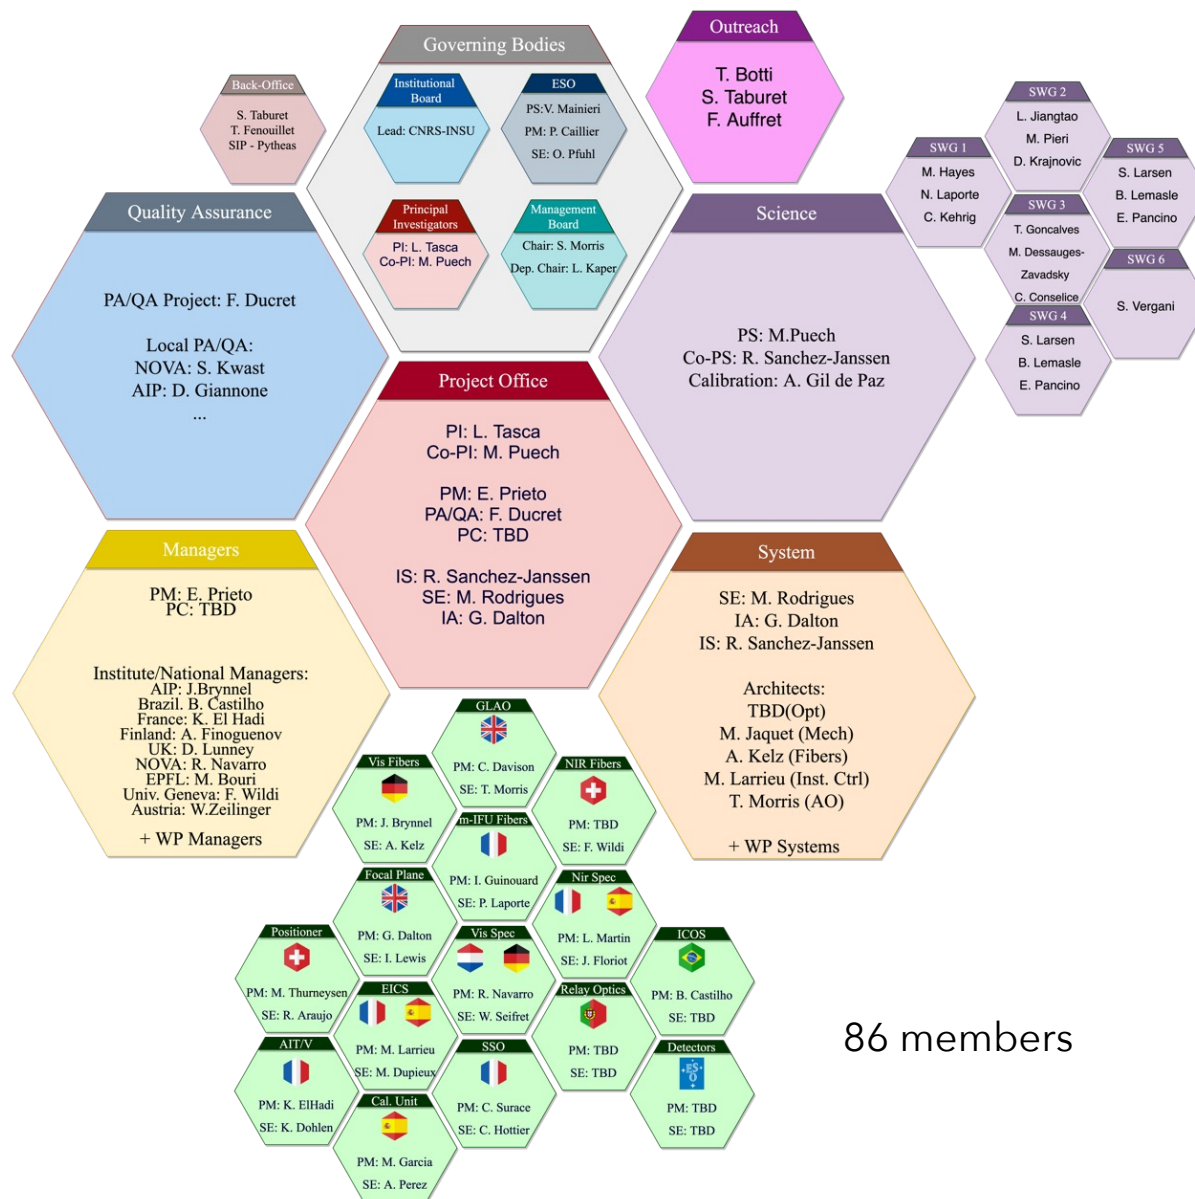 Governing Bodies
Institutional
Board
Lead: CNRS-INSU
ESO
PS:V. Mainieri
PM: P. Caillier
SE: O. Pfuhl
Principal
Investigators
PI: L. Tasca
Co-PI: M. Puech
Management
Board
Chair: S. Morris
Dep. Chair: L. Kaper
Outreach
T. Botti
S. Taburet
F. Auffret
Back-Office
S. Taburet
T. Fenouillet
SIP - Pytheas
Quality Assurance
PA/QA Project: F. Ducret
Local PA/QA:
NOVA: S. Kwast
AIP: D. Giannone
...
Science
PS: M.Puech
Co-PS: R. Sanchez-Janssen
Calibration: A. Gil de Paz
SWG 1
M. Hayes
N. Laporte
C. Kehrig
SWG 2
L. Jiangtao
M. Pieri
D. Krajnovic
SWG 3
T. Goncalves
M. Dessauges-
Zavadsky
C. Conselice
SWG 4
S. Larsen
B. Lemasle
E. Pancino
SWG 5
S. Larsen
B. Lemasle
E. Pancino
SWG 6
S. Vergani
Project Office
PI: L. Tasca
Co-PI: M. Puech
PM: E. Prieto
PA/QA: F. Ducret
PC: TBD
IS: R. Sanchez-Janssen
SE: M. Rodrigues
IA: G. Dalton
Managers
PM: E. Prieto
PC: TBD
Institute/National Managers:
AIP: J.Brynnel
Brazil. B. Castilho
France: K. El Hadi
Finland: A. Finoguenov
UK: D. Lunney
NOVA: R. Navarro
EPFL: M. Bouri
Univ. Geneva: F. Wildi
Austria: W.Zeilinger
+ WP Managers
System
SE: M. Rodrigues
IA: G. Dalton
IS: R. Sanchez-Janssen
Architects:
TBD(Opt)
M. Jaquet (Mech)
A. Kelz (Fibers)
M. Larrieu (Inst. Ctrl)
T. Morris (AO)
+ WP Systems
GLAO
PM: C. Davison
SE: T. Morris
Vis Fibers
PM: J. Brynnel
SE: A. Kelz
NIR Fibers
PM: TBD
SE: F. Wildi
m-IFU Fibers
PM: I. Guinouard
SE: P. Laporte
Focal Plane
PM: G. Dalton
SE: I. Lewis
Nir Spec
PM: L. Martin
SE: J. Floriot
Positioner
PM: M. Thurneysen
SE: R. Araujo
Vis Spec
PM: R. Navarro
SE: W. Seifret
ICOS
PM: B. Castilho
SE: TBD
EICS
PM: M. Larrieu
SE: M. Dupieux
Relay Optics
PM: TBD
SE: TBD
AIT/V
PM: K. ElHadi
SE: K. Dohlen
SSO
PM: C. Surace
SE: C. Hottier
Detectors
ESO
PM: TBD
SE: TBD
Cal. Unit
PM: M. Garcia
SE: A. Perez
86 members